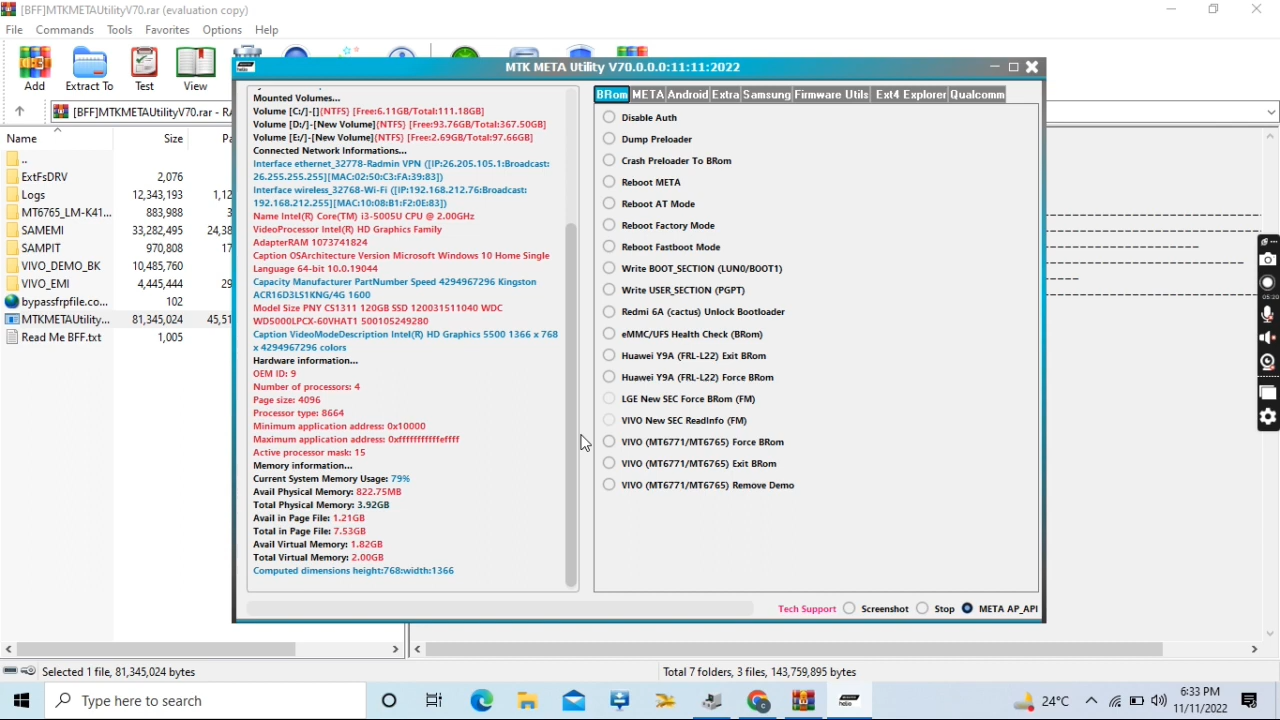 [BFF]MTKMETAUtilityV70.rar (evaluation copy)
File Commands Tools Favorites Options Help
Add Extract To Test View
[BFF]MTKMETAUtilityV70.rar - RA
Name Size Pa
..
ExtFsDRV 2,076
Logs 12,343,193 1,12
MT6765_LM-K41... 883,988 3
SAMEMI 33,282,495 24,38
SAMPIT 970,808 17
VIVO_DEMO_BK 10,485,760
VIVO_EMI 4,445,444 29
bypassfrpfile.co... 102
MTKMETAUtility... 81,345,024 45,51
Read Me BFF.txt 1,005
MTK META Utility V70.0.0.0:11:11:2022
Mounted Volumes...
Volume [C:/]-[](NTFS) [Free:6.11GB/Total:111.18GB]
Volume [D:/]-[New Volume](NTFS) [Free:93.76GB/Total:367.50GB]
Volume [E:/]-[New Volume](NTFS) [Free:2.69GB/Total:97.66GB]
Connected Network Informations...
Interface ethernet_32778-Radmin VPN ([IP:26.205.105.1:Broadcast:
26.255.255.255][MAC:02:50:C3:FA:39:83])
Interface wireless_32768-Wi-Fi ([IP:192.168.212.76:Broadcast:
192.168.212.255][MAC:10:08:B1:F2:0E:83])
Name Intel(R) Core(TM) i3-5005U CPU @ 2.00GHz
VideoProcessor Intel(R) HD Graphics Family
AdapterRAM 1073741824
Caption OSArchitecture Version Microsoft Windows 10 Home Single
Language 64-bit 10.0.19044
Capacity Manufacturer PartNumber Speed 4294967296 Kingston
ACR16D3LS1KNG/4G 1600
Model Size PNY CS1311 120GB SSD 120031511040 WDC
WD5000LPCX-60VHAT1 500105249280
Caption VideoModeDescription Intel(R) HD Graphics 5500 1366 x 768
x 4294967296 colors
Hardware information...
OEM ID: 9
Number of processors: 4
Page size: 4096
Processor type: 8664
Minimum application address: 0x10000
Maximum application address: 0xfffffffffffeffff
Active processor mask: 15
Memory information...
Current System Memory Usage: 79%
Avail Physical Memory: 822.75MB
Total Physical Memory: 3.92GB
Avail in Page File: 1.21GB
Total in Page File: 7.53GB
Avail Virtual Memory: 1.82GB
Total Virtual Memory: 2.00GB
Computed dimensions height:768:width:1366
BRom META Android Extra Samsung Firmware Utils Ext4 Explorer Qualcomm
Disable Auth
Dump Preloader
Crash Preloader To BRom
Reboot META
Reboot AT Mode
Reboot Factory Mode
Reboot Fastboot Mode
Write BOOT_SECTION (LUN0/BOOT1)
Write USER_SECTION (PGPT)
Redmi 6A (cactus) Unlock Bootloader
eMMC/UFS Health Check (BRom)
Huawei Y9A (FRL-L22) Exit BRom
Huawei Y9A (FRL-L22) Force BRom
LGE New SEC Force BRom (FM)
VIVO New SEC ReadInfo (FM)
VIVO (MT6771/MT6765) Force BRom
VIVO (MT6771/MT6765) Exit BRom
VIVO (MT6771/MT6765) Remove Demo
Tech Support Screenshot Stop META AP_API
05:20
Selected 1 file, 81,345,024 bytes
Total 7 folders, 3 files, 143,759,895 bytes
Type here to search
24°C
6:33 PM
11/11/2022